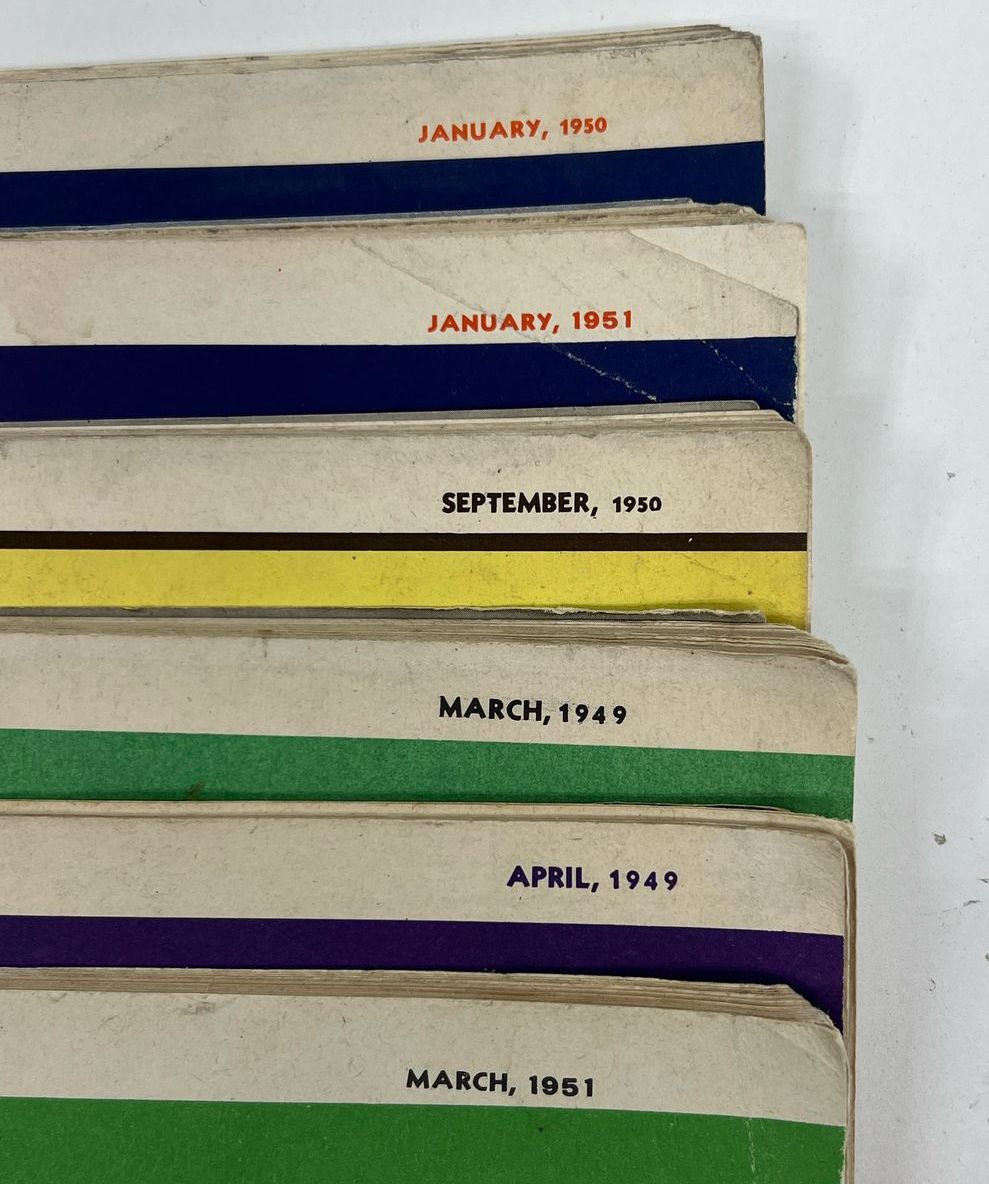 JANUARY, 1950
JANUARY, 1951
SEPTEMBER, 1950
MARCH, 1949
APRIL, 1949
MARCH, 1951